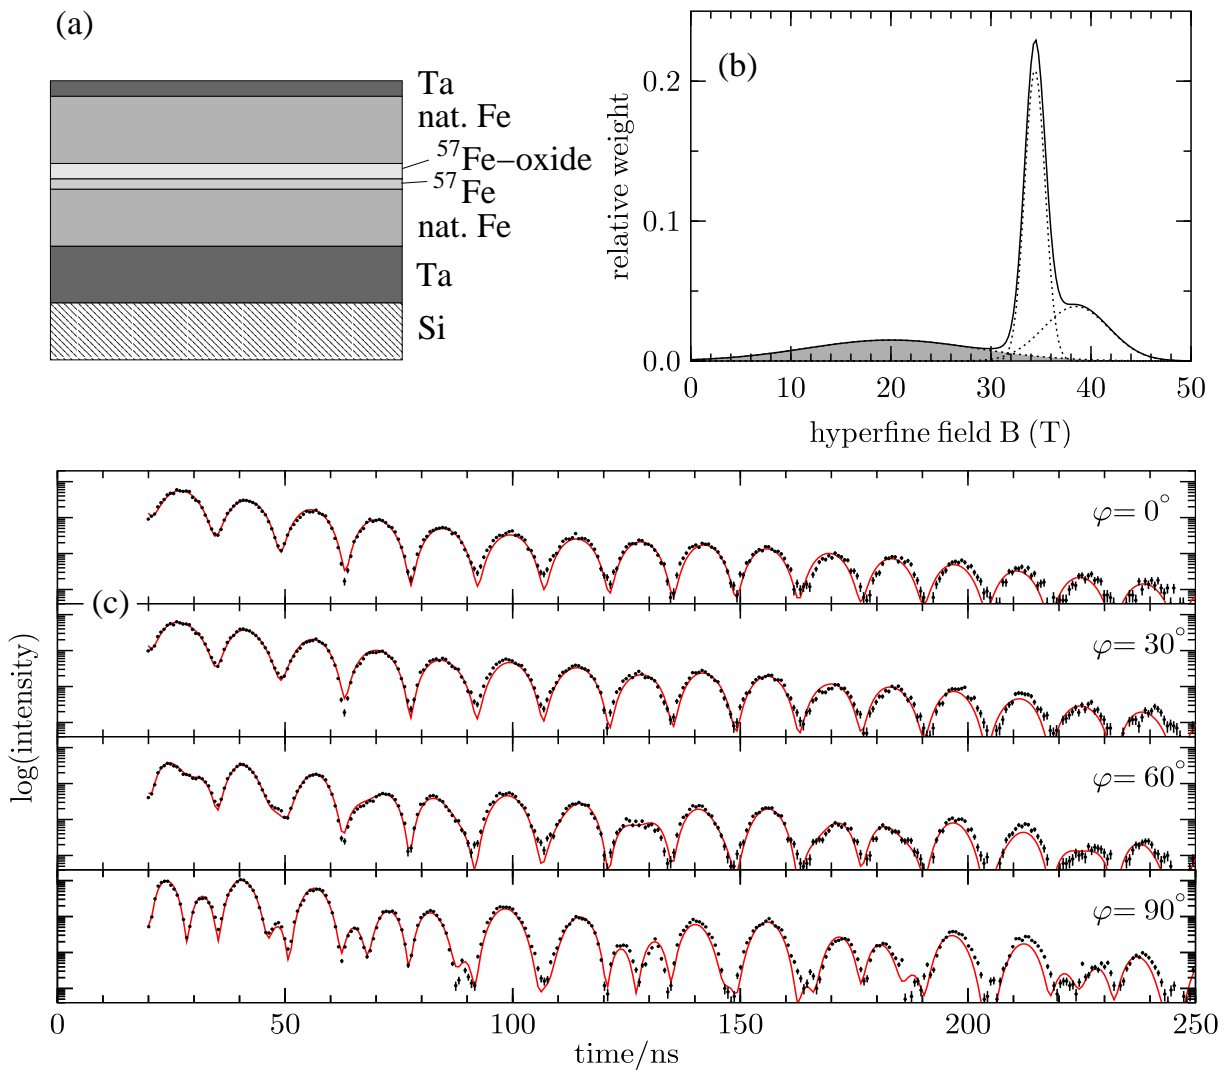 (a)
Ta
nat. Fe
57Fe−oxide
57Fe
nat. Fe
Ta
Si
(b)
relative weight
0.2
0.1
0.0
0 10 20 30 40 50
hyperfine field B (T)
(c)
log(intensity)
φ= 0°
φ= 30°
φ= 60°
φ= 90°
0 50 100 150 200 250
time/ns